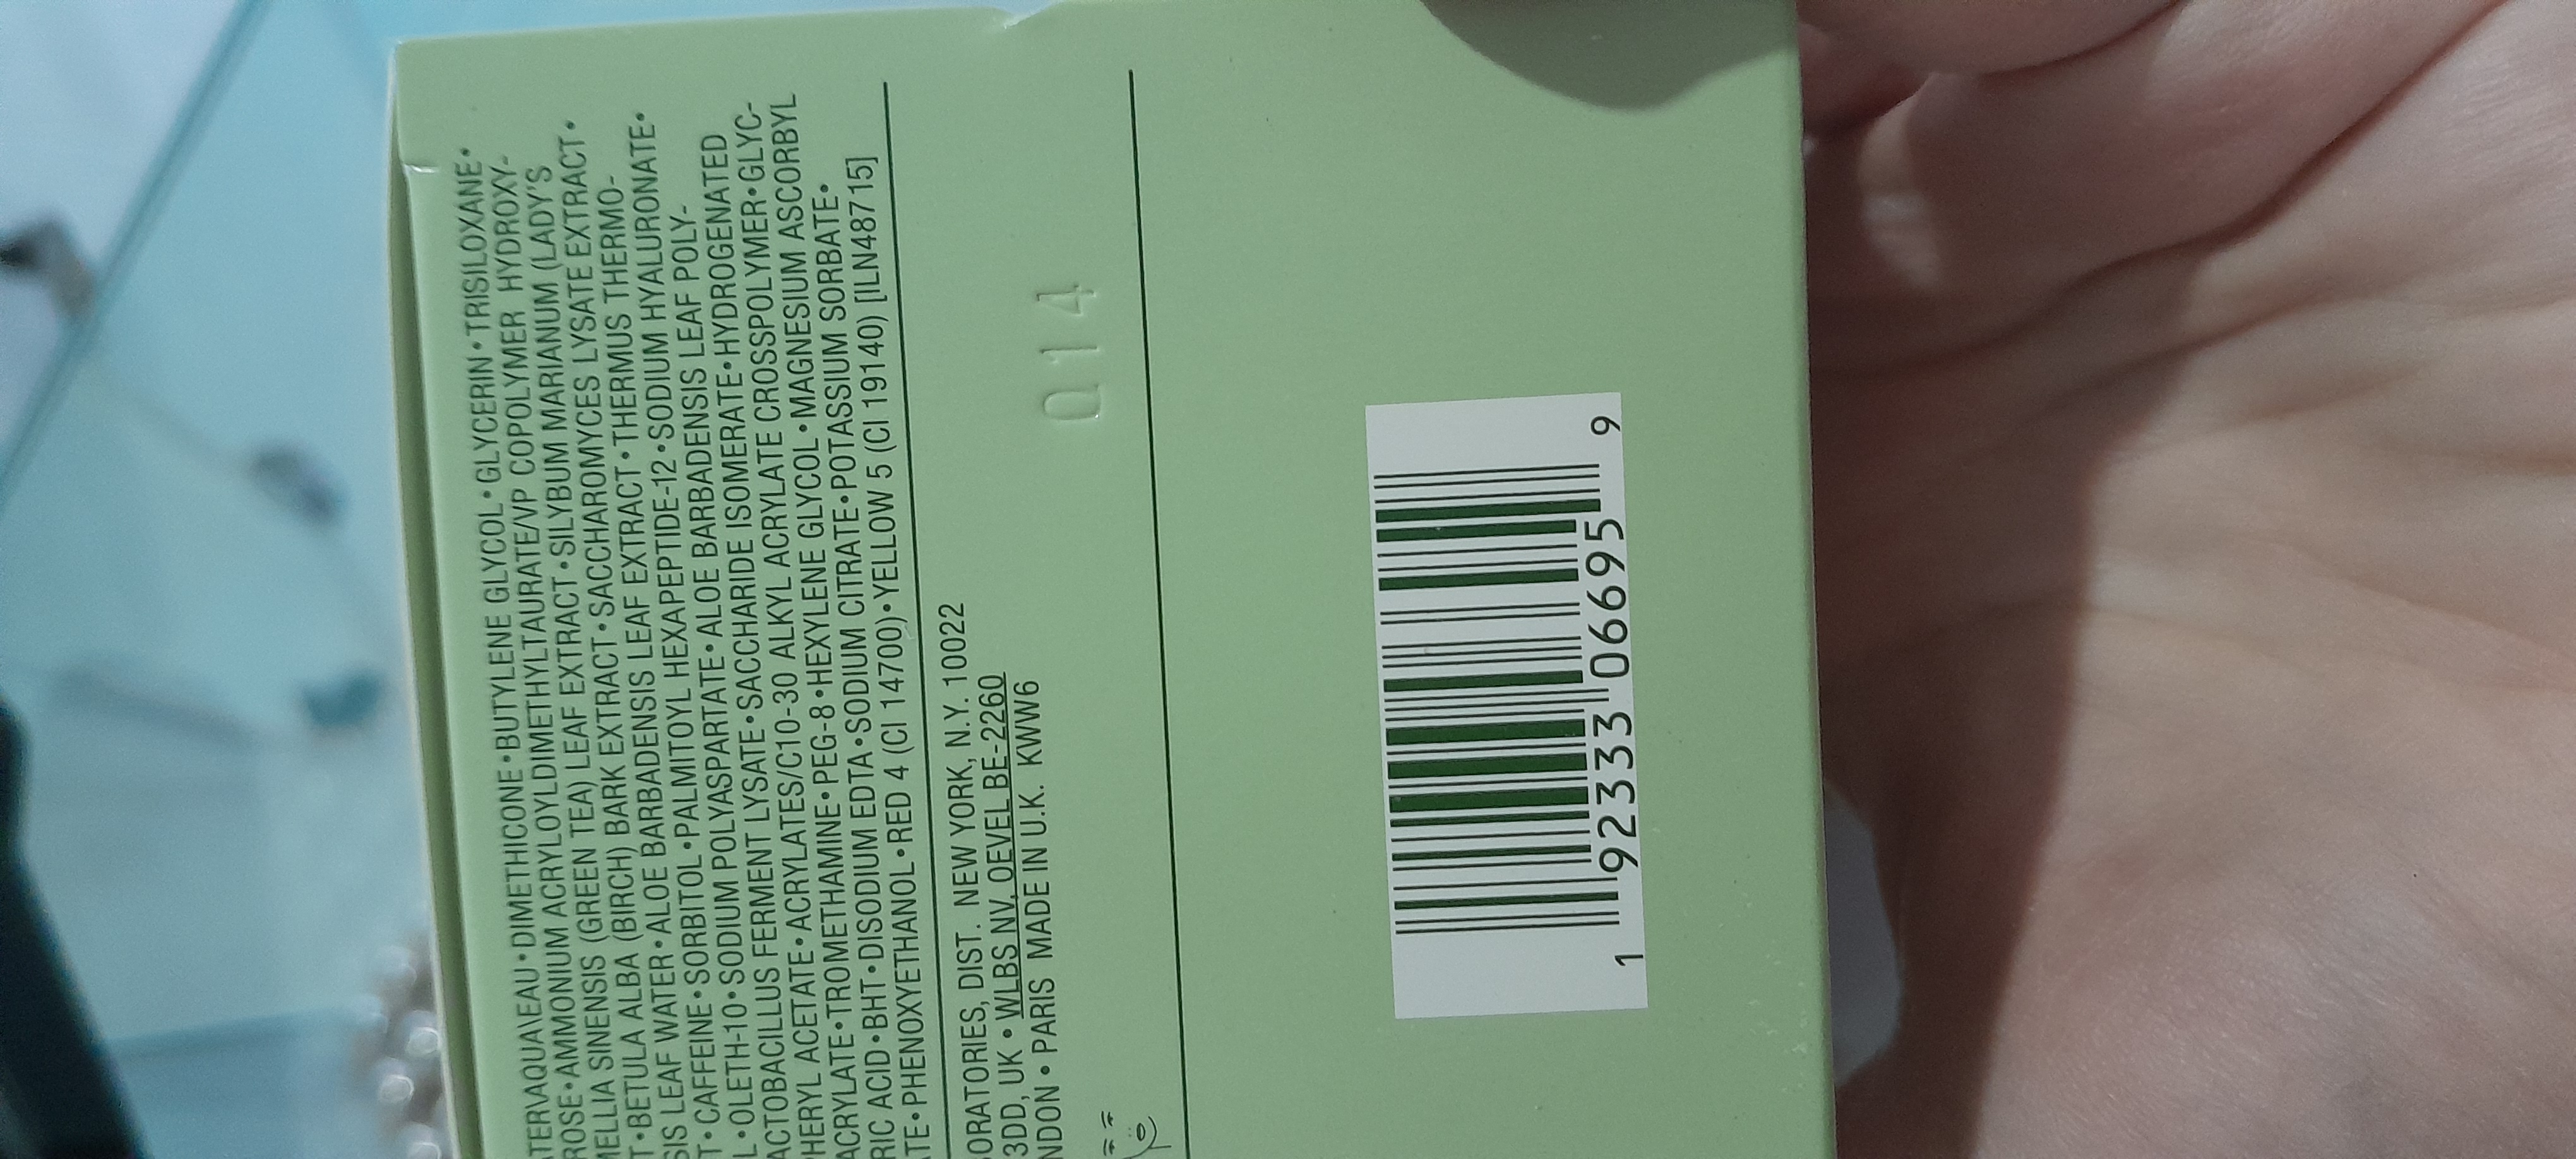 ATER\AQUA\EAU • DIMETHICONE • BUTYLENE GLYCOL • GLYCERIN • TRISILOXANE •
ROSE • AMMONIUM ACRYLOYLDIMETHYLTAURATE/VP COPOLYMER HYDROXY-
MELLIA SINENSIS (GREEN TEA) LEAF EXTRACT • SILYBUM MARIANUM (LADY'S
T • BETULA ALBA (BIRCH) BARK EXTRACT • SACCHAROMYCES LYSATE EXTRACT •
SIS LEAF WATER • ALOE BARBADENSIS LEAF EXTRACT • THERMUS THERMO-
T • CAFFEINE • SORBITOL • PALMITOYL HEXAPEPTIDE-12 • SODIUM HYALURONATE •
L • OLETH-10 • SODIUM POLYASPARTATE • ALOE BARBADENSIS LEAF POLY-
ACTOBACILLUS FERMENT LYSATE • SACCHARIDE ISOMERATE • HYDROGENATED
PHERYL ACETATE • ACRYLATES/C10-30 ALKYL ACRYLATE CROSSPOLYMER • GLYC-
ACRYLATE • TROMETHAMINE • PEG-8 • HEXYLENE GLYCOL • MAGNESIUM ASCORBYL
RIC ACID • BHT • DISODIUM EDTA • SODIUM CITRATE • POTASSIUM SORBATE •
TE • PHENOXYETHANOL • RED 4 (CI 14700) • YELLOW 5 (CI 19140) [ILN48715]
ORATORIES, DIST. NEW YORK, N.Y. 10022
3DD, UK • WLBS NV, OEVEL BE-2260
NDON • PARIS MADE IN U.K. KWW6
Q14
1 92333 06695 9